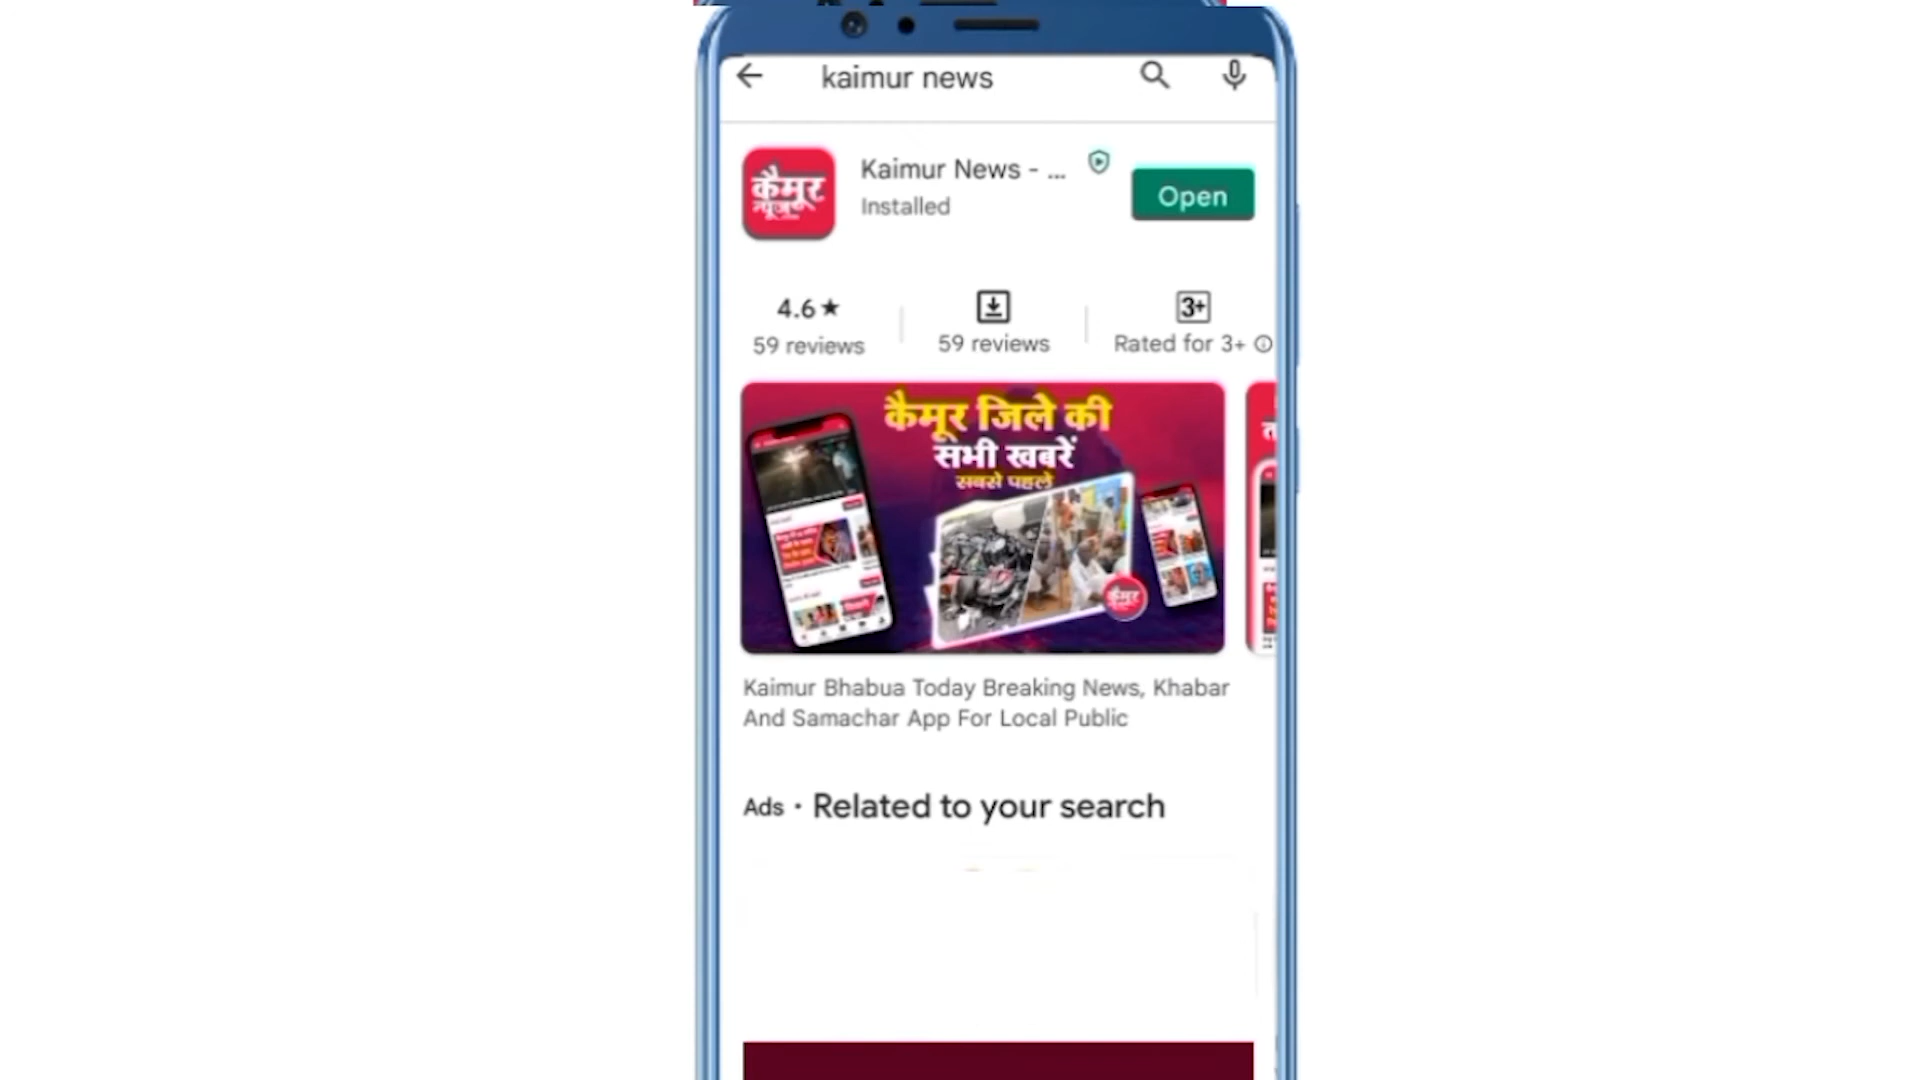 kaimur news
कैमूर
न्यूज़
Kaimur News - ...
Installed
Open
4.6★
59 reviews
59 reviews
3+
Rated for 3+
कैमूर जिले की
सभी खबरें
सबसे पहले
कैमूर
Kaimur Bhabua Today Breaking News, Khabar
And Samachar App For Local Public
Ads • Related to your search